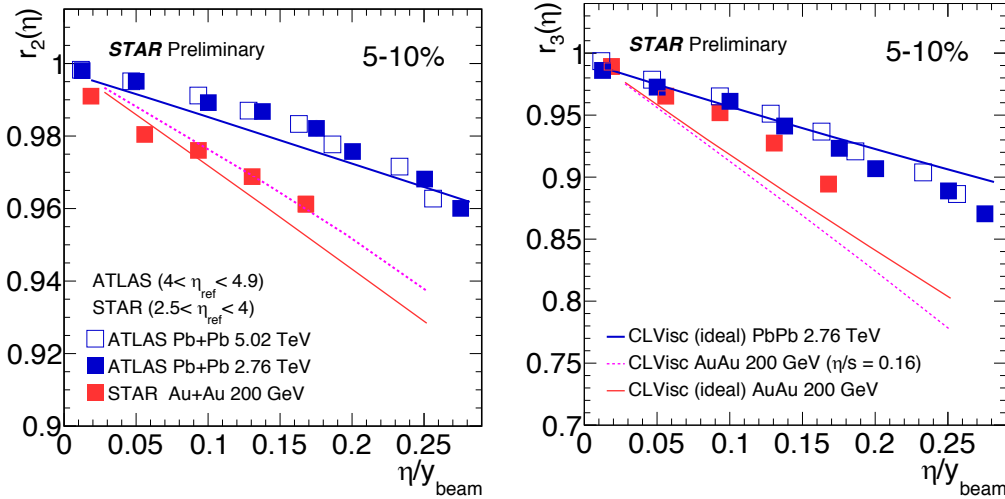 r2(η)
STAR Preliminary
5-10%
1
0.98
0.96
0.94
0.92
0.9
ATLAS (4< ηref < 4.9)
STAR (2.5< ηref < 4)
ATLAS Pb+Pb 5.02 TeV
ATLAS Pb+Pb 2.76 TeV
STAR Au+Au 200 GeV
0 0.05 0.1 0.15 0.2 0.25
η/ybeam
r3(η)
STAR Preliminary
5-10%
1
0.95
0.9
0.85
0.8
0.75
0.7
CLVisc (ideal) PbPb 2.76 TeV
CLVisc AuAu 200 GeV (η/s = 0.16)
CLVisc (ideal) AuAu 200 GeV
0 0.05 0.1 0.15 0.2 0.25
η/ybeam